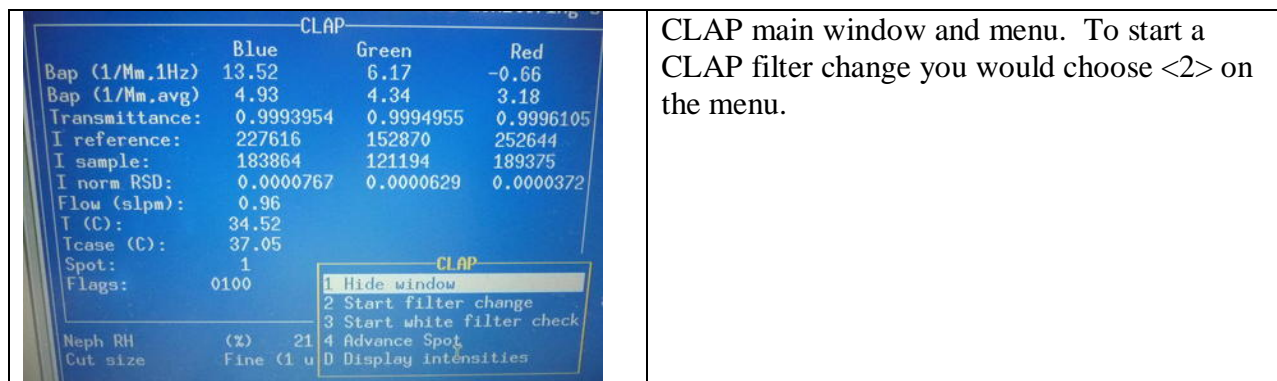 CLAP
Blue Green Red
Bap (1/Mm,1Hz) 13.52 6.17 -0.66
Bap (1/Mm,avg) 4.93 4.34 3.18
Transmittance: 0.9993954 0.9994955 0.9996105
I reference: 227616 152870 252644
I sample: 183864 121194 189375
I norm RSD: 0.0000767 0.0000629 0.0000372
Flow (slpm): 0.96
T (C): 34.52
Tcase (C): 37.05
Spot: 1
Flags: 0100
CLAP
1 Hide window
2 Start filter change
3 Start white filter check
4 Advance Spot
D Display intensities
Neph RH (%) 21
Cut size Fine (1 u
CLAP main window and menu. To start a
CLAP filter change you would choose <2> on
the menu.